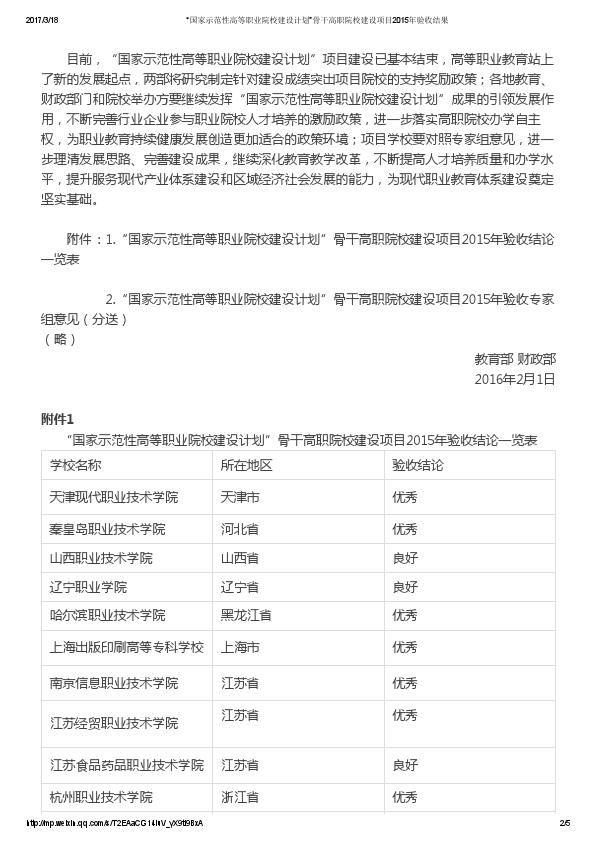 2017/3/18
“国家示范性高等职业院校建设计划”骨干高职院校建设项目2015年验收结果
目前，“国家示范性高等职业院校建设计划”项目建设已基本结束，高等职业教育站上
了新的发展起点，两部将研究制定针对建设成绩突出项目院校的支持奖励政策；各地教育、
财政部门和院校举办方要继续发挥“国家示范性高等职业院校建设计划”成果的引领发展作
用，不断完善行业企业参与职业院校人才培养的激励政策，进一步落实高职院校办学自主
权，为职业教育持续健康发展创造更加适合的政策环境；项目学校要对照专家组意见，进一
步理清发展思路、完善建设成果，继续深化教育教学改革，不断提高人才培养质量和办学水
平，提升服务现代产业体系建设和区域经济社会发展的能力，为现代职业教育体系建设奠定
坚实基础。
附件：1.“国家示范性高等职业院校建设计划”骨干高职院校建设项目2015年验收结论
一览表
2.“国家示范性高等职业院校建设计划”骨干高职院校建设项目2015年验收专家
组意见（分送）
（略）
教育部 财政部
2016年2月1日
附件1
“国家示范性高等职业院校建设计划”骨干高职院校建设项目2015年验收结论一览表
学校名称 所在地区 验收结论
天津现代职业技术学院 天津市 优秀
秦皇岛职业技术学院 河北省 优秀
山西职业技术学院 山西省 良好
辽宁职业学院 辽宁省 良好
哈尔滨职业技术学院 黑龙江省 优秀
上海出版印刷高等专科学校 上海市 优秀
南京信息职业技术学院 江苏省 优秀
江苏经贸职业技术学院 江苏省 优秀
江苏食品药品职业技术学院 江苏省 良好
杭州职业技术学院 浙江省 优秀
2/5